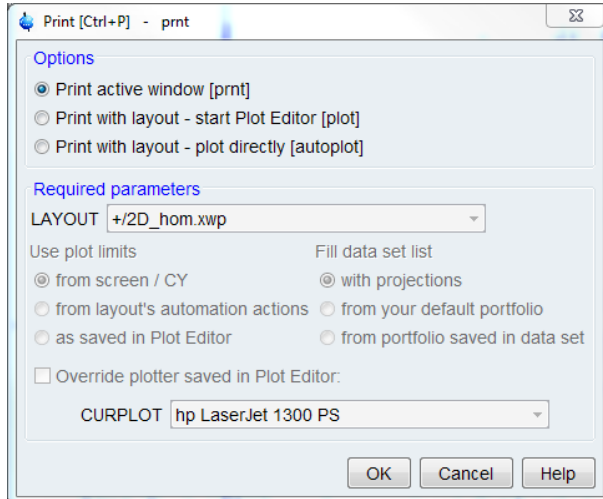 Print [Ctrl+P] - prnt
Options
Print active window [prnt]
Print with layout - start Plot Editor [plot]
Print with layout - plot directly [autoplot]
Required parameters
LAYOUT +/2D_hom.xwp
Use plot limits Fill data set list
from screen / CY with projections
from layout's automation actions from your default portfolio
as saved in Plot Editor from portfolio saved in data set
Override plotter saved in Plot Editor:
CURPLOT hp LaserJet 1300 PS
OK Cancel Help